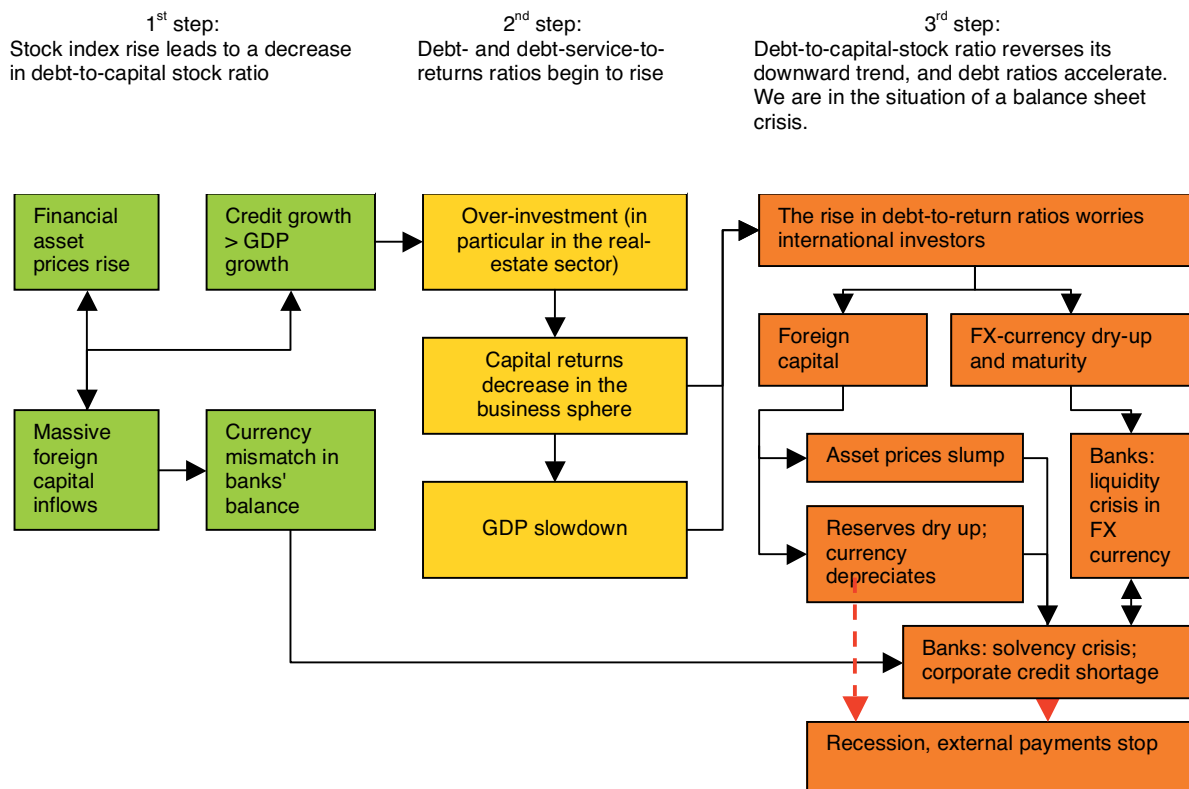 1st step:
Stock index rise leads to a decrease
in debt-to-capital stock ratio
2nd step:
Debt- and debt-service-to-
returns ratios begin to rise
3rd step:
Debt-to-capital-stock ratio reverses its
downward trend, and debt ratios accelerate.
We are in the situation of a balance sheet
crisis.
Financial
asset
prices rise
Credit growth
> GDP
growth
Massive
foreign
capital
inflows
Currency
mismatch in
banks'
balance
Over-investment (in
particular in the real-
estate sector)
Capital returns
decrease in the
business sphere
GDP slowdown
The rise in debt-to-return ratios worries
international investors
Foreign
capital
FX-currency dry-up
and maturity
Asset prices slump
Reserves dry up;
currency
depreciates
Banks:
liquidity
crisis in
FX
currency
Banks: solvency crisis;
corporate credit shortage
Recession, external payments stop